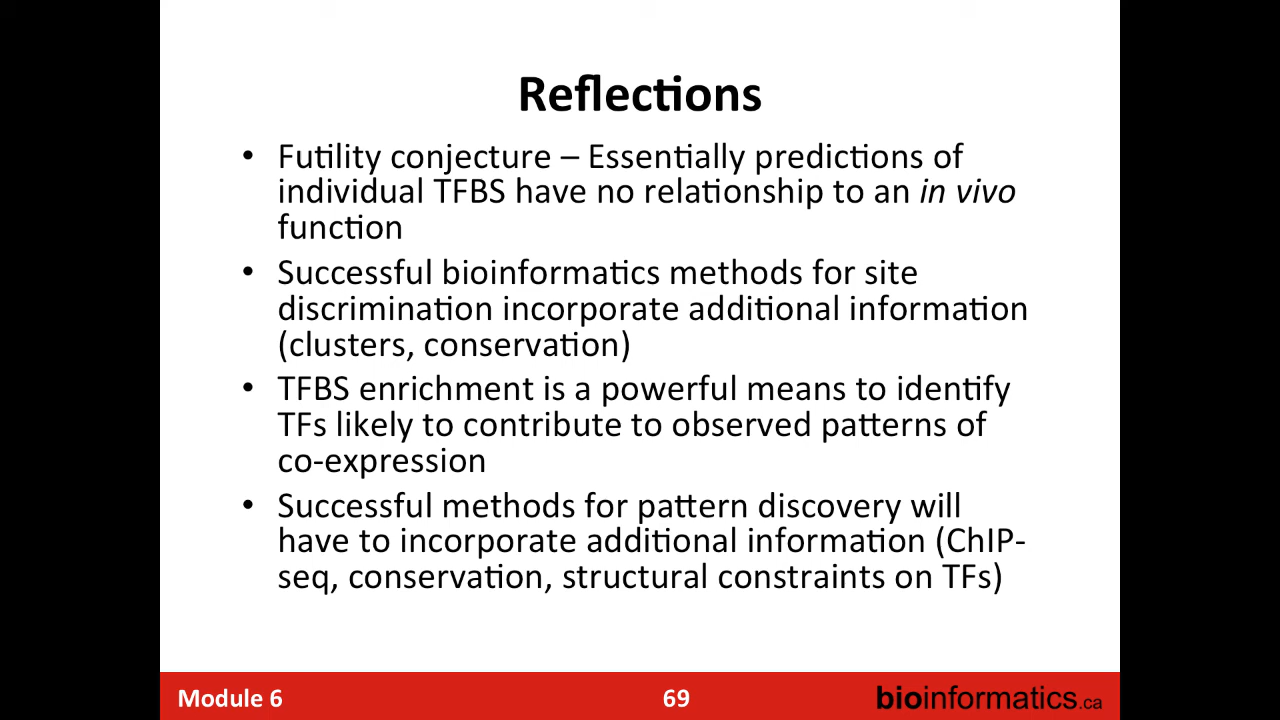 Reflections
• Futility conjecture – Essentially predictions of
individual TFBS have no relationship to an in vivo
function
• Successful bioinformatics methods for site
discrimination incorporate additional information
(clusters, conservation)
• TFBS enrichment is a powerful means to identify
TFs likely to contribute to observed patterns of
co-expression
• Successful methods for pattern discovery will
have to incorporate additional information (ChIP-
seq, conservation, structural constraints on TFs)
Module 6
69
bioinformatics.ca